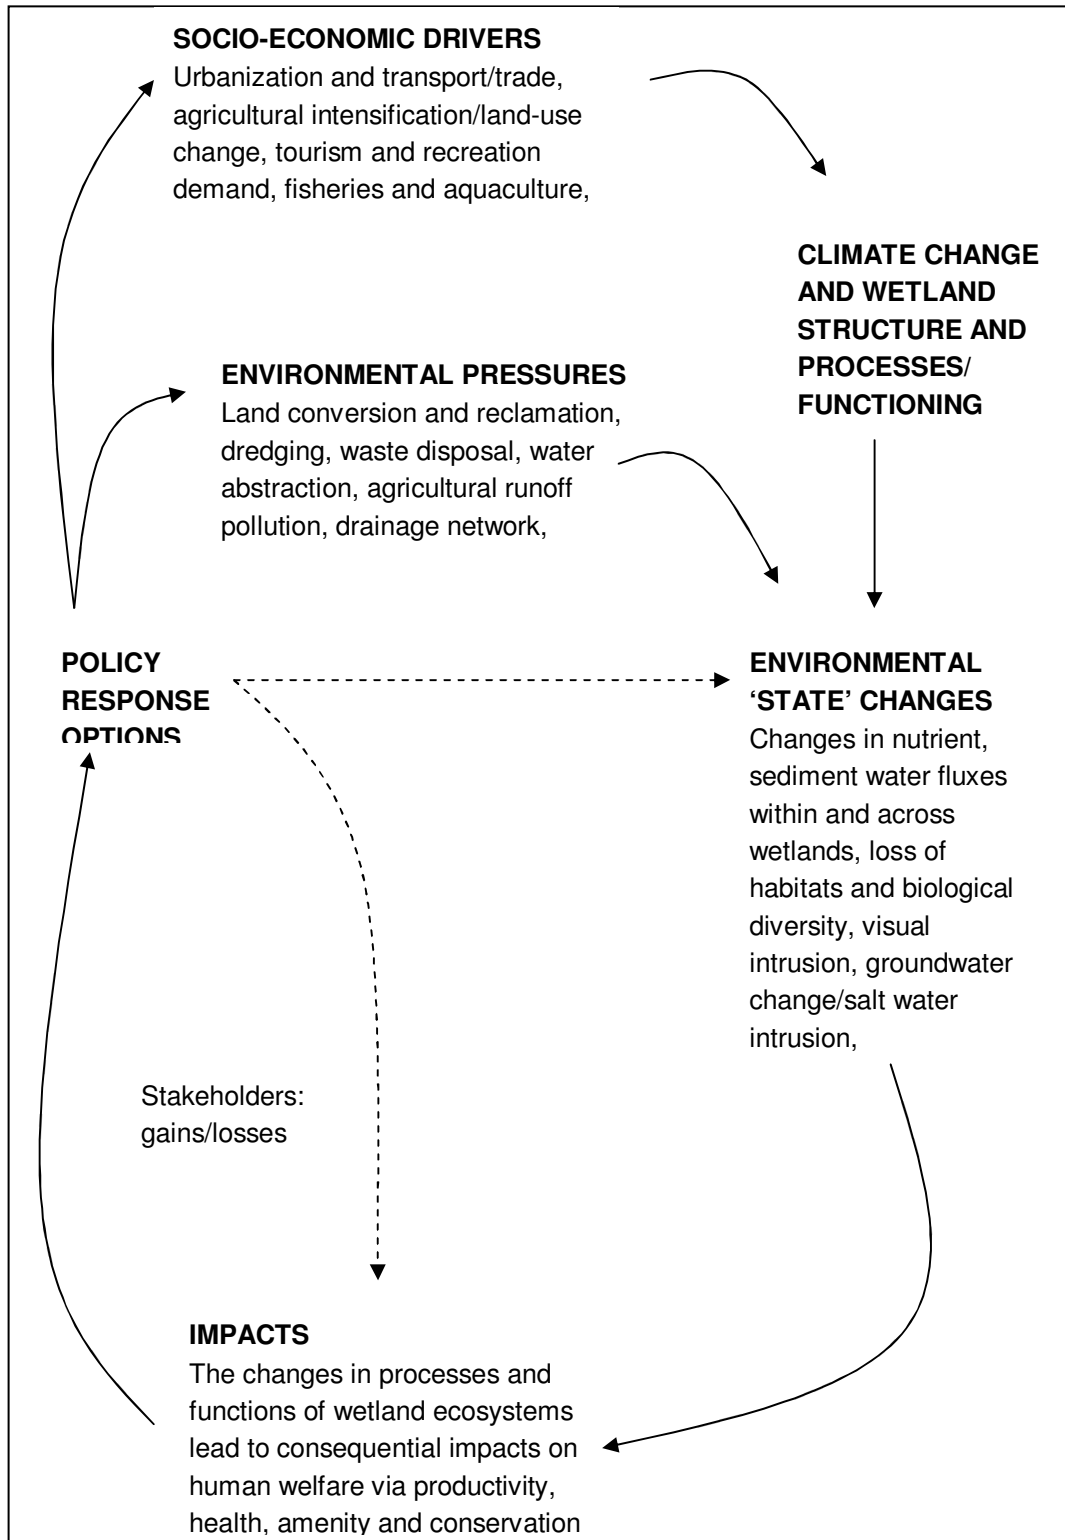 SOCIO-ECONOMIC DRIVERS
Urbanization and transport/trade,
agricultural intensification/land-use
change, tourism and recreation
demand, fisheries and aquaculture,
CLIMATE CHANGE
AND WETLAND
STRUCTURE AND
PROCESSES/
FUNCTIONING
ENVIRONMENTAL PRESSURES
Land conversion and reclamation,
dredging, waste disposal, water
abstraction, agricultural runoff
pollution, drainage network,
POLICY
RESPONSE
OPTIONS
ENVIRONMENTAL
‘STATE’ CHANGES
Changes in nutrient,
sediment water fluxes
within and across
wetlands, loss of
habitats and biological
diversity, visual
intrusion, groundwater
change/salt water
intrusion,
Stakeholders:
gains/losses
IMPACTS
The changes in processes and
functions of wetland ecosystems
lead to consequential impacts on
human welfare via productivity,
health, amenity and conservation